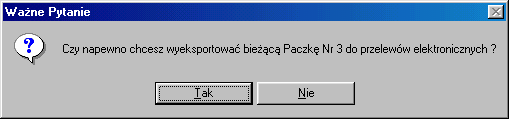 Ważne Pytanie
Czy napewno chcesz wyeksportować bieżącą Paczkę Nr 3 do przelewów elektronicznych ?
Tak
Nie